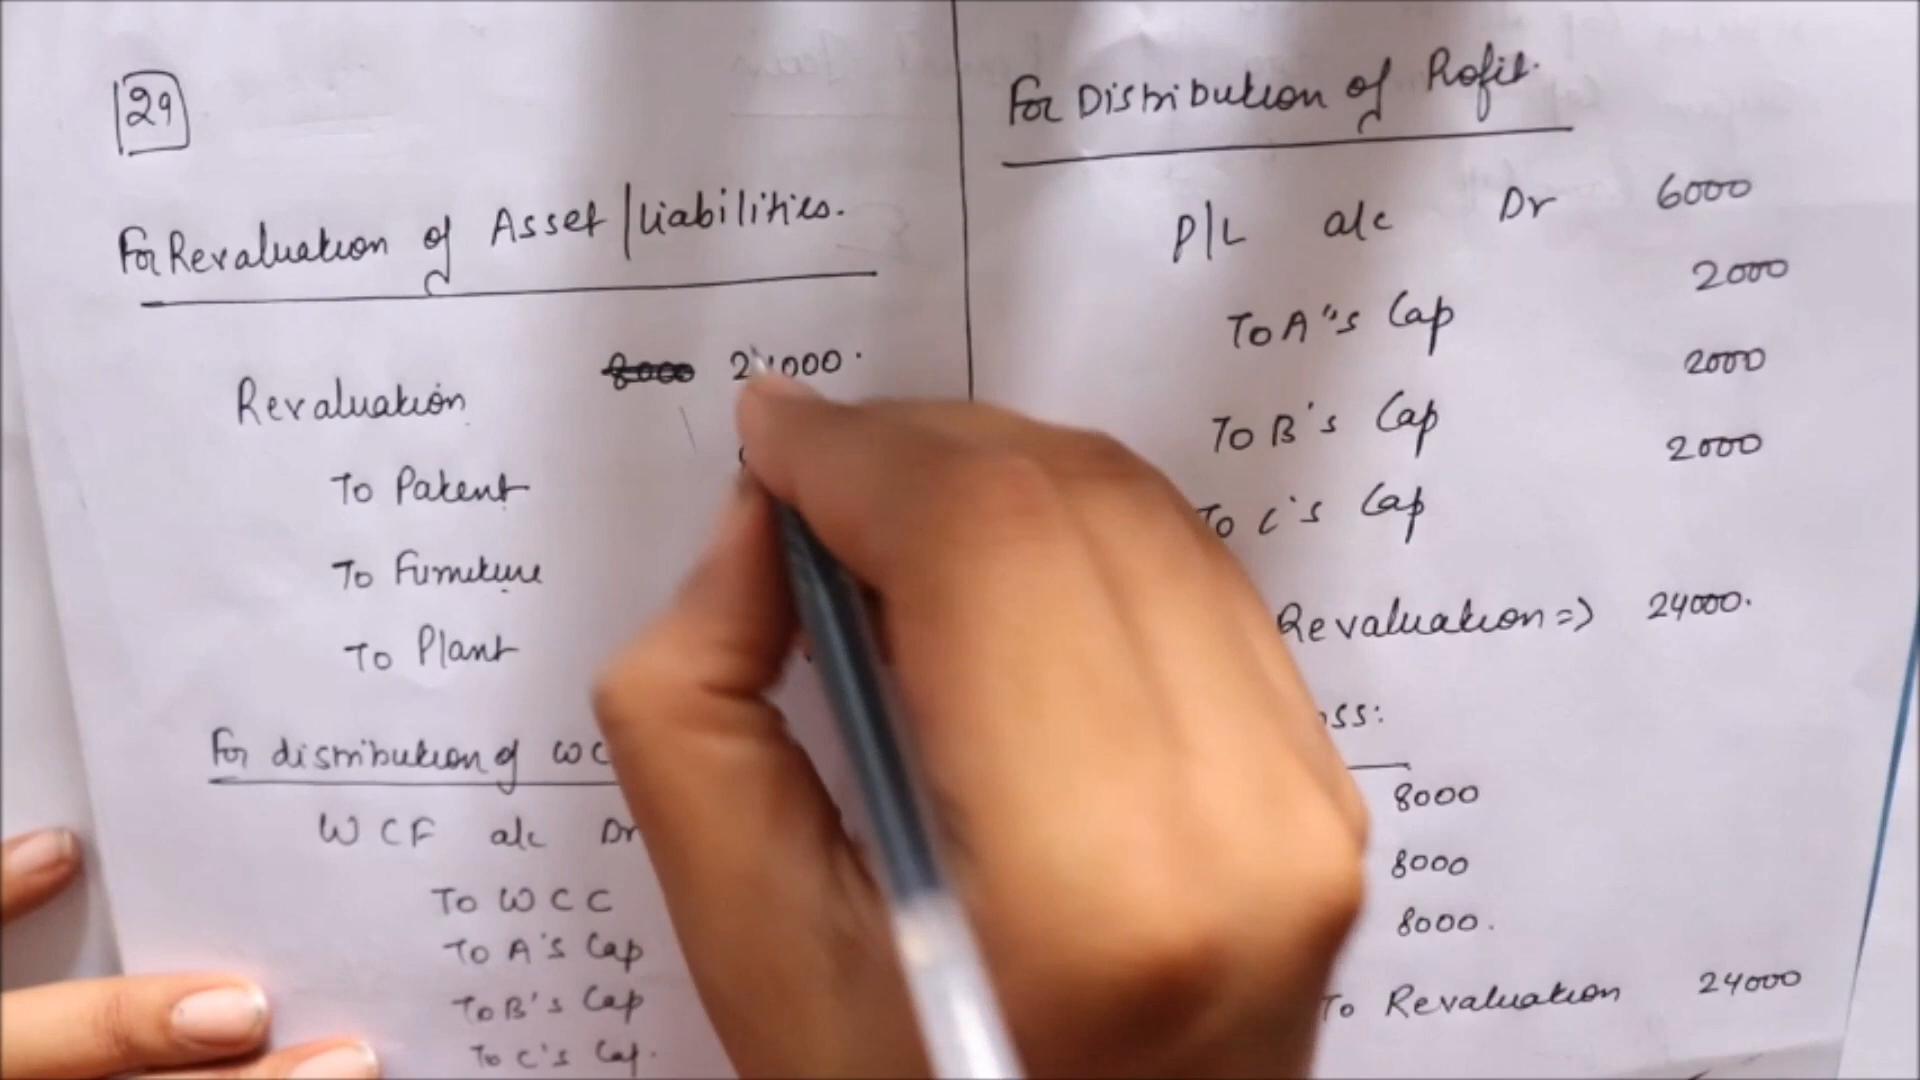 29
For Revaluation of Asset/Liabilities.
Revaluation 8000 24000.
To Patent
To Furniture
To Plant
For distribution of WC
WCF a/c Dr
To WCC
To A's Cap
To B's Cap
To C's Cap.
For Distribution of Profit.
P/L a/c Dr 6000
To A"s Cap 2000
To B's Cap 2000
To C's Cap 2000
Revaluation => 24000.
8000
8000
8000.
To Revaluation 24000